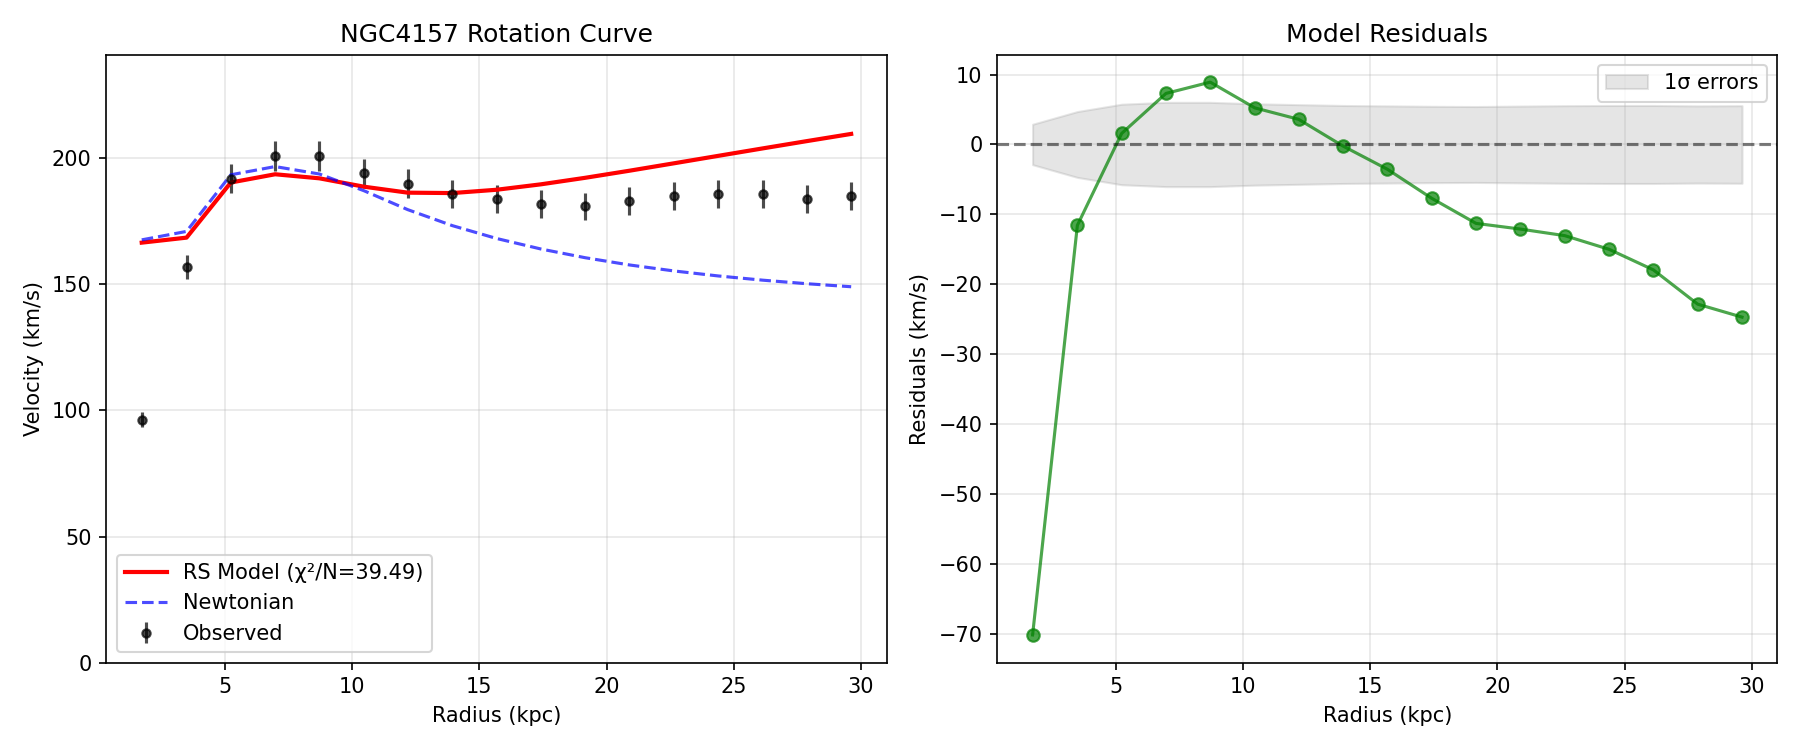 NGC4157 Rotation Curve
Velocity (km/s)
200
150
100
50
0
RS Model (χ²/N=39.49)
Newtonian
Observed
5 10 15 20 25 30
Radius (kpc)
Model Residuals
Residuals (km/s)
10
0
−10
−20
−30
−40
−50
−60
−70
1σ errors
5 10 15 20 25 30
Radius (kpc)